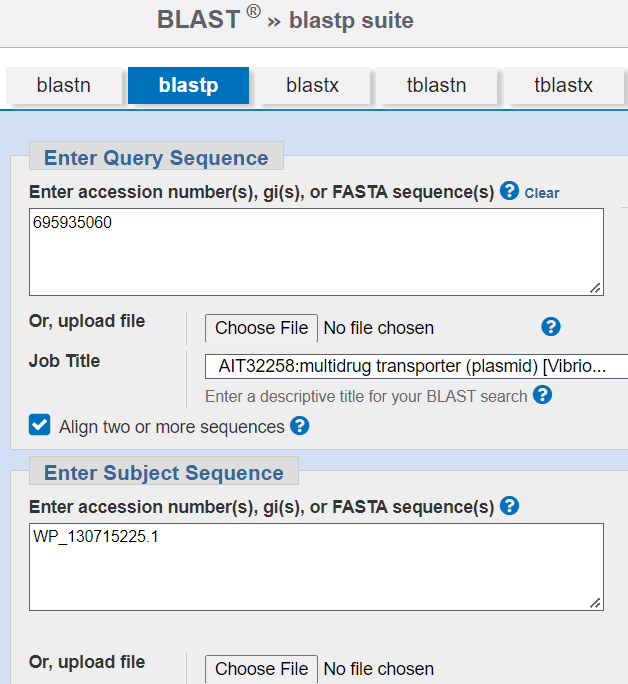 BLAST ® » blastp suite
blastn blastp blastx tblastn tblastx
Enter Query Sequence
Enter accession number(s), gi(s), or FASTA sequence(s) ? Clear
695935060
Or, upload file Choose File No file chosen ?
Job Title AIT32258:multidrug transporter (plasmid) [Vibrio...
Enter a descriptive title for your BLAST search ?
Align two or more sequences ?
Enter Subject Sequence
Enter accession number(s), gi(s), or FASTA sequence(s) ?
WP_130715225.1
Or, upload file Choose File No file chosen